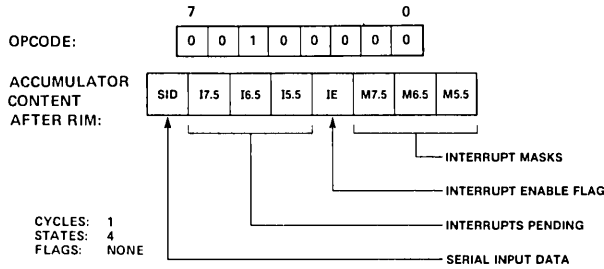 7 0
OPCODE: 0 0 1 0 0 0 0 0
ACCUMULATOR
CONTENT
AFTER RIM:
SID I7.5 I6.5 I5.5 IE M7.5 M6.5 M5.5
INTERRUPT MASKS
INTERRUPT ENABLE FLAG
INTERRUPTS PENDING
SERIAL INPUT DATA
CYCLES: 1
STATES: 4
FLAGS: NONE